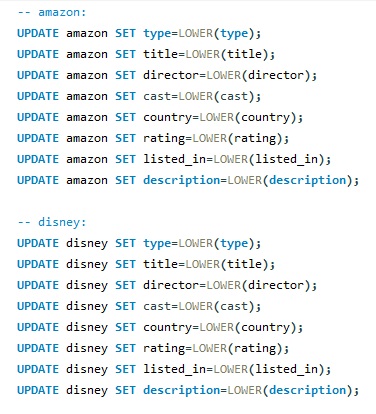 -- amazon:
UPDATE amazon SET type=LOWER(type);
UPDATE amazon SET title=LOWER(title);
UPDATE amazon SET director=LOWER(director);
UPDATE amazon SET cast=LOWER(cast);
UPDATE amazon SET country=LOWER(country);
UPDATE amazon SET rating=LOWER(rating);
UPDATE amazon SET listed_in=LOWER(listed_in);
UPDATE amazon SET description=LOWER(description);
-- disney:
UPDATE disney SET type=LOWER(type);
UPDATE disney SET title=LOWER(title);
UPDATE disney SET director=LOWER(director);
UPDATE disney SET cast=LOWER(cast);
UPDATE disney SET country=LOWER(country);
UPDATE disney SET rating=LOWER(rating);
UPDATE disney SET listed_in=LOWER(listed_in);
UPDATE disney SET description=LOWER(description);